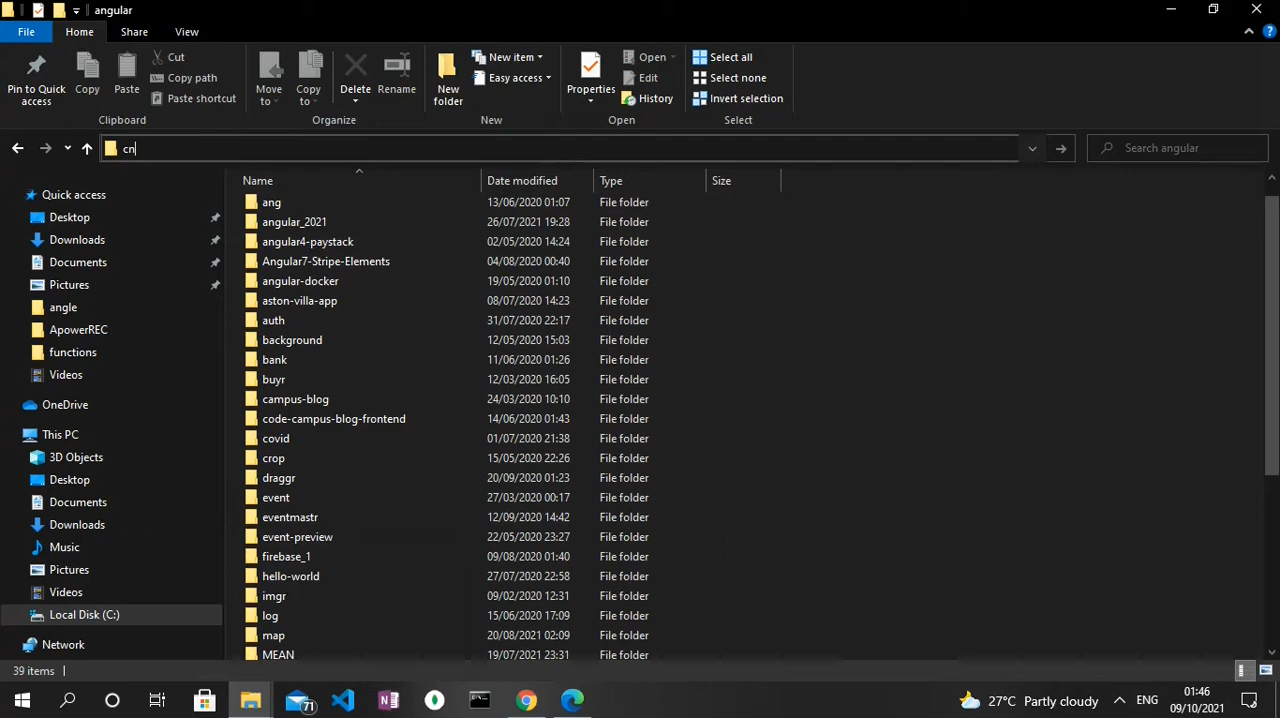 angular
File Home Share View
Pin to Quick access
Copy
Paste
Cut
Copy path
Paste shortcut
Clipboard
Move to
Copy to
Delete
Rename
Organize
New folder
New item
Easy access
New
Properties
Open
Edit
History
Open
Select all
Select none
Invert selection
Select
cn
Search angular
Quick access
Desktop
Downloads
Documents
Pictures
angle
ApowerREC
functions
Videos
OneDrive
This PC
3D Objects
Desktop
Documents
Downloads
Music
Pictures
Videos
Local Disk (C:)
Network
Name Date modified Type Size
ang 13/06/2020 01:07 File folder
angular_2021 26/07/2021 19:28 File folder
angular4-paystack 02/05/2020 14:24 File folder
Angular7-Stripe-Elements 04/08/2020 00:40 File folder
angular-docker 19/05/2020 01:10 File folder
aston-villa-app 08/07/2020 14:23 File folder
auth 31/07/2020 22:17 File folder
background 12/05/2020 15:03 File folder
bank 11/06/2020 01:26 File folder
buyr 12/03/2020 16:05 File folder
campus-blog 24/03/2020 10:10 File folder
code-campus-blog-frontend 14/06/2020 01:43 File folder
covid 01/07/2020 21:38 File folder
crop 15/05/2020 22:26 File folder
draggr 20/09/2020 01:23 File folder
event 27/03/2020 00:17 File folder
eventmastr 12/09/2020 14:42 File folder
event-preview 22/05/2020 23:27 File folder
firebase_1 09/08/2020 01:40 File folder
hello-world 27/07/2020 22:58 File folder
imgr 09/02/2020 12:31 File folder
log 15/06/2020 17:09 File folder
map 20/08/2021 02:09 File folder
MEAN 19/07/2021 23:31 File folder
39 items
71
27°C Partly cloudy
ENG
01:46
09/10/2021